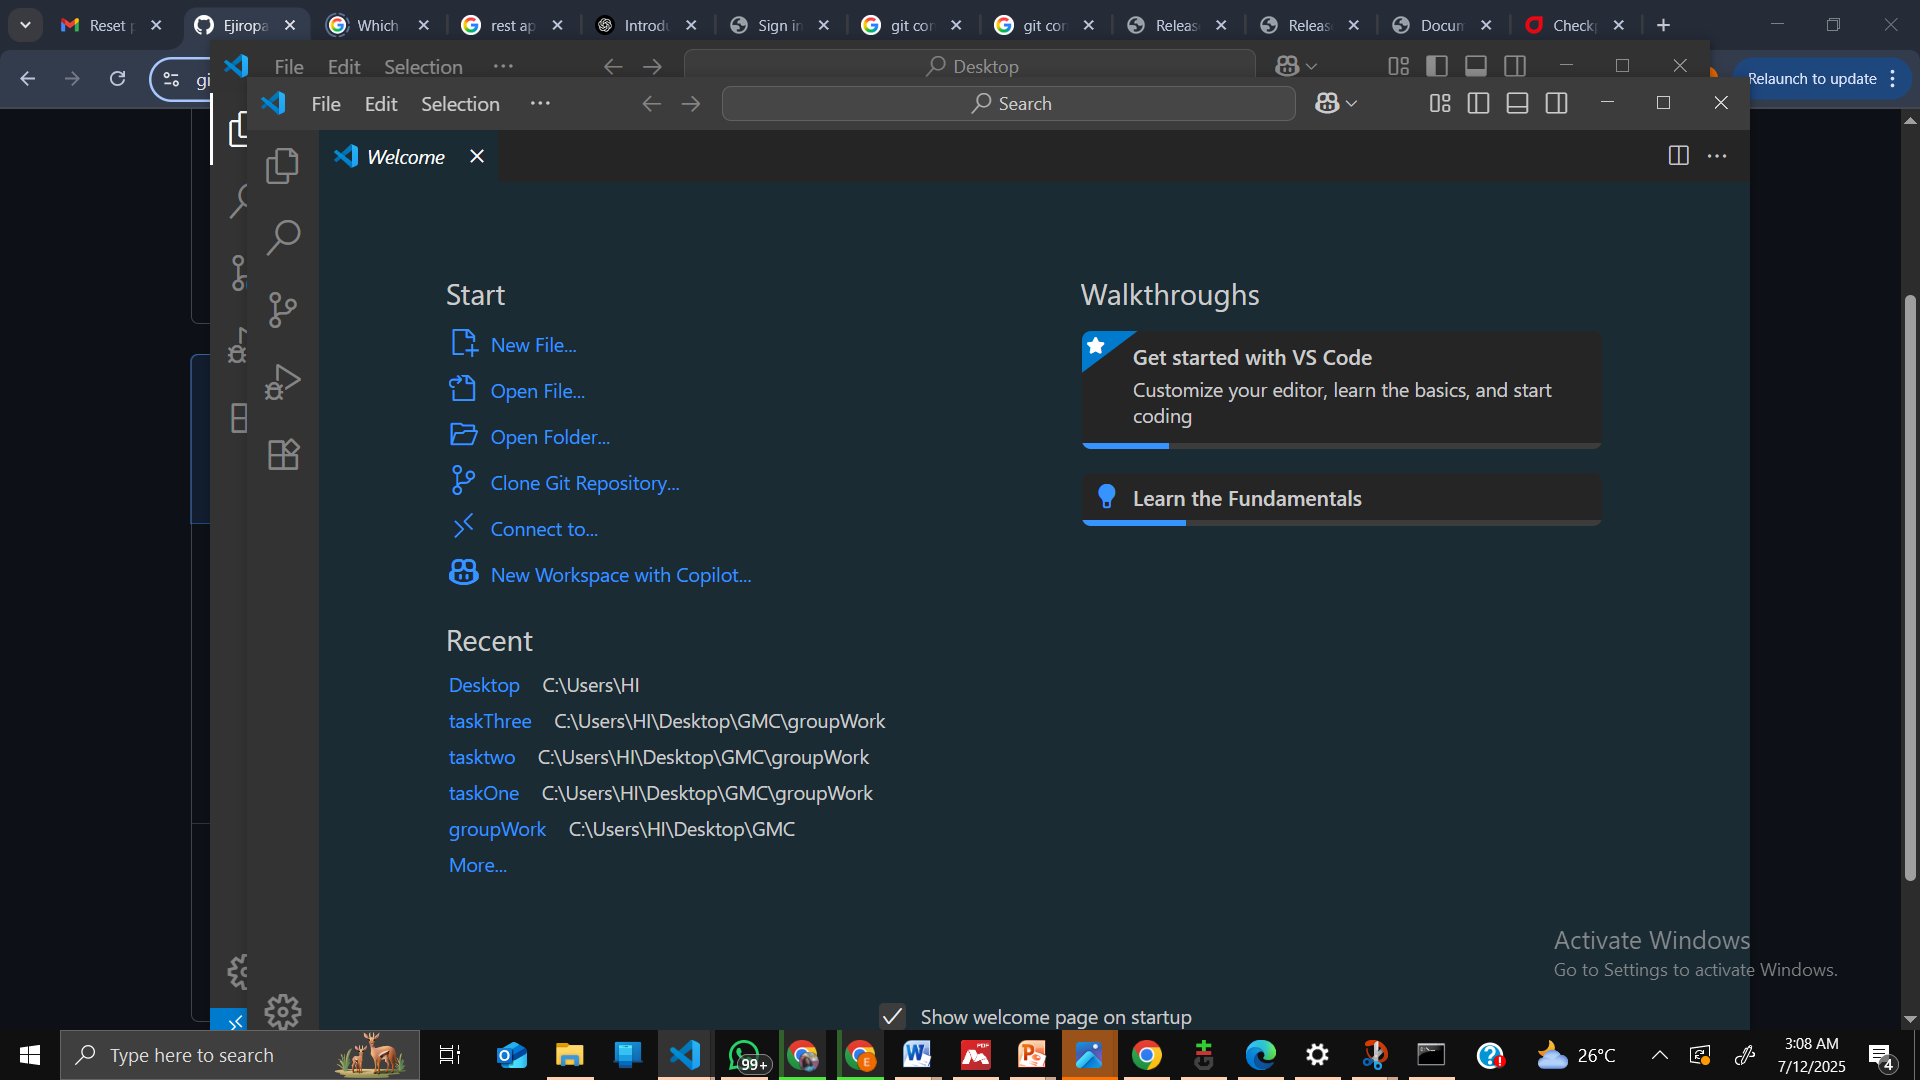 Reset p
Ejiropa
Which
rest ap
Introdu
Sign in
git con
git con
Release
Release
Docum
Check
gi
Relaunch to update
File Edit Selection ···
Desktop
File Edit Selection ···
Search
Welcome
Start
New File...
Open File...
Open Folder...
Clone Git Repository...
Connect to...
New Workspace with Copilot...
Recent
Desktop C:\Users\HI
taskThree C:\Users\HI\Desktop\GMC\groupWork
tasktwo C:\Users\HI\Desktop\GMC\groupWork
taskOne C:\Users\HI\Desktop\GMC\groupWork
groupWork C:\Users\HI\Desktop\GMC
More...
Walkthroughs
Get started with VS Code
Customize your editor, learn the basics, and start
coding
Learn the Fundamentals
Activate Windows
Go to Settings to activate Windows.
Show welcome page on startup
Type here to search
99+
26°C
3:08 AM
7/12/2025
4